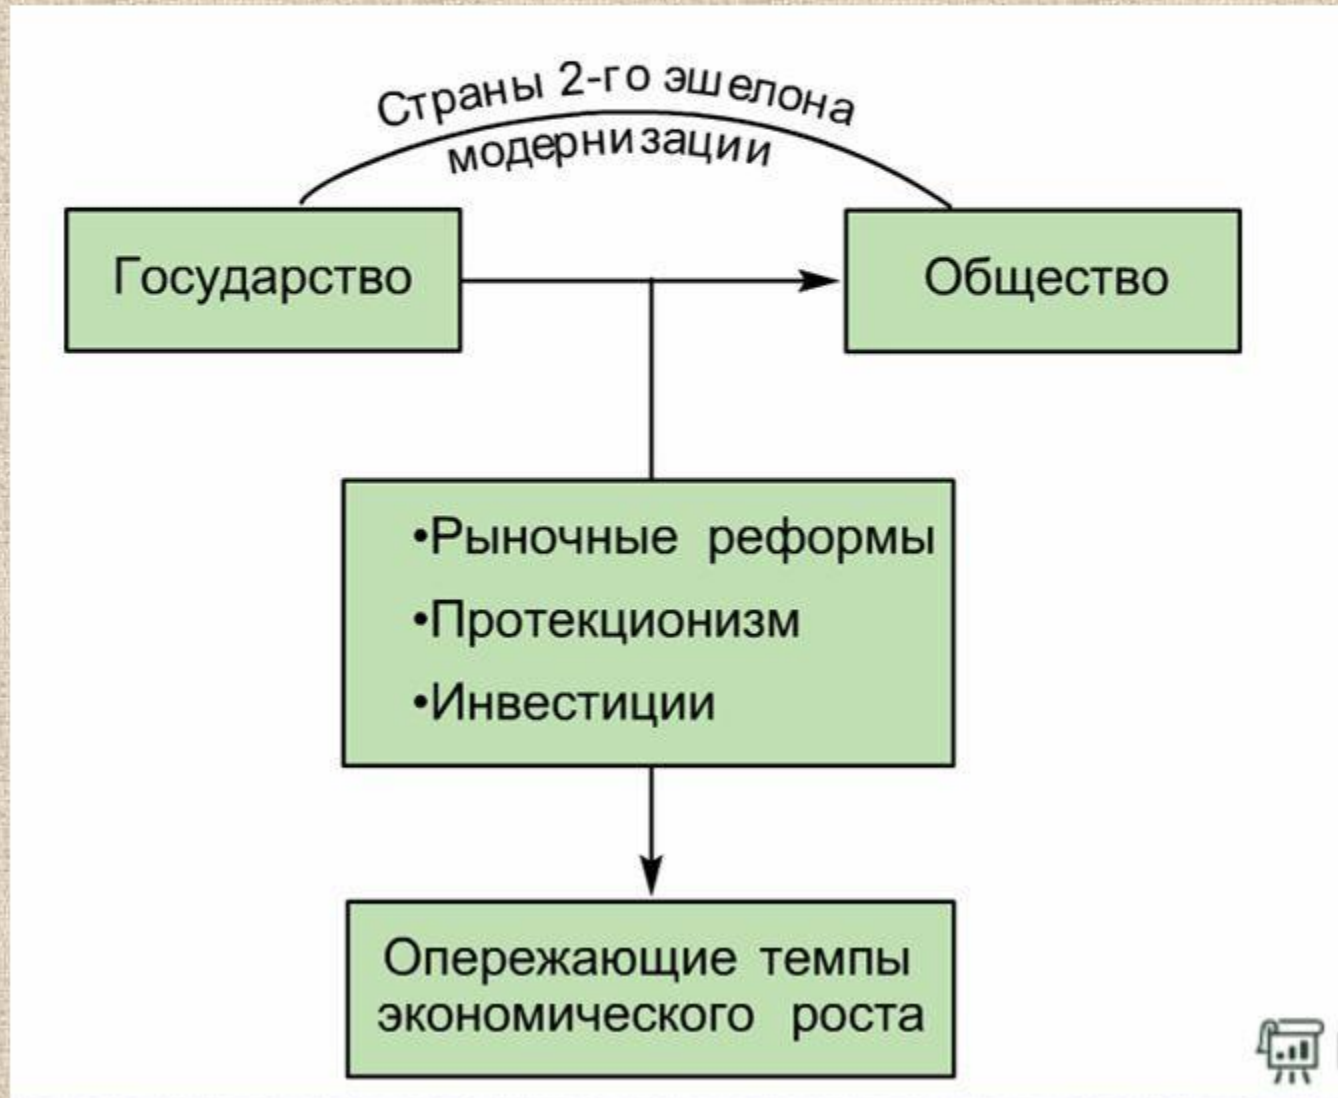 Страны 2-го эшелона
модернизации
Государство
Общество
•Рыночные реформы
•Протекционизм
•Инвестиции
Опережающие темпы
экономического роста